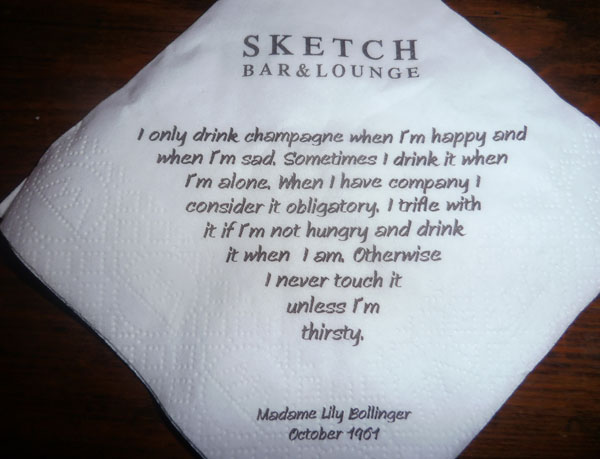 SKETCH
BAR & LOUNGE
I only drink champagne when I'm happy and
when I'm sad. Sometimes I drink it when
I'm alone. When I have company I
consider it obligatory. I trifle with
it if I'm not hungry and drink
it when I am. Otherwise
I never touch it
unless I'm
thirsty.
Madame Lily Bollinger
October 1961